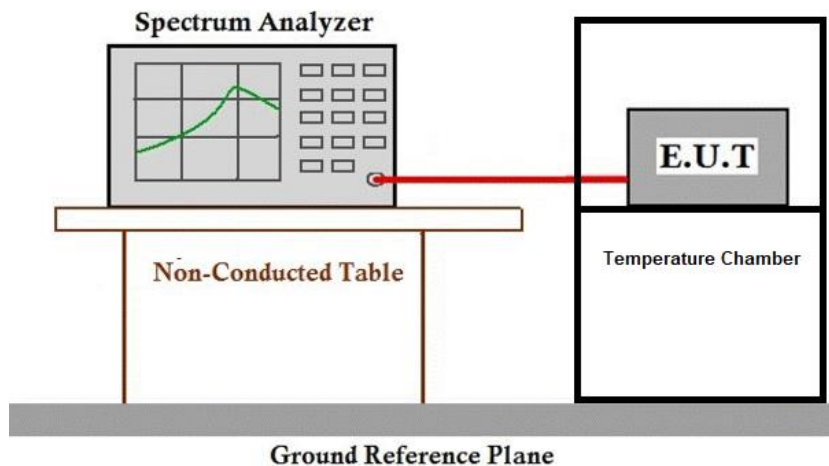 Spectrum Analyzer
E.U.T
Non-Conducted Table
Temperature Chamber
Ground Reference Plane